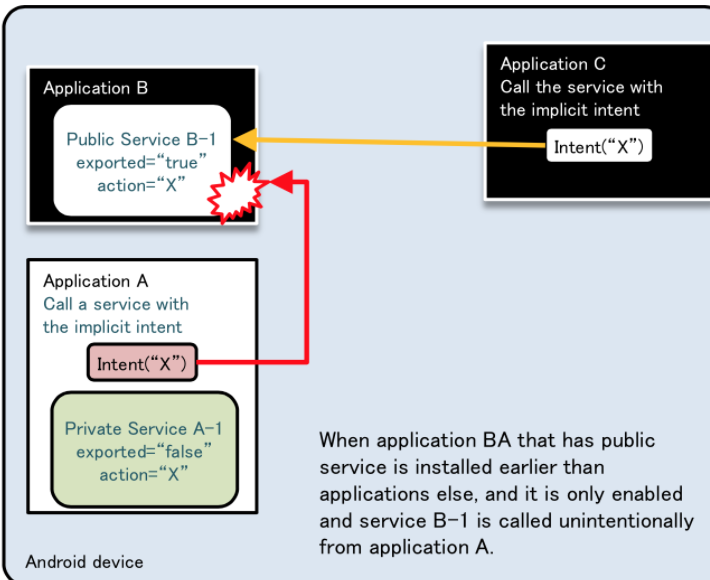 Application B
Public Service B-1
exported=“true”
action=“X”
Application C
Call the service with
the implicit intent
Intent(“X”)
Application A
Call a service with
the implicit intent
Intent(“X”)
Private Service A-1
exported=“false”
action=“X”
When application BA that has public
service is installed earlier than
applications else, and it is only enabled
and service B-1 is called unintentionally
from application A.
Android device